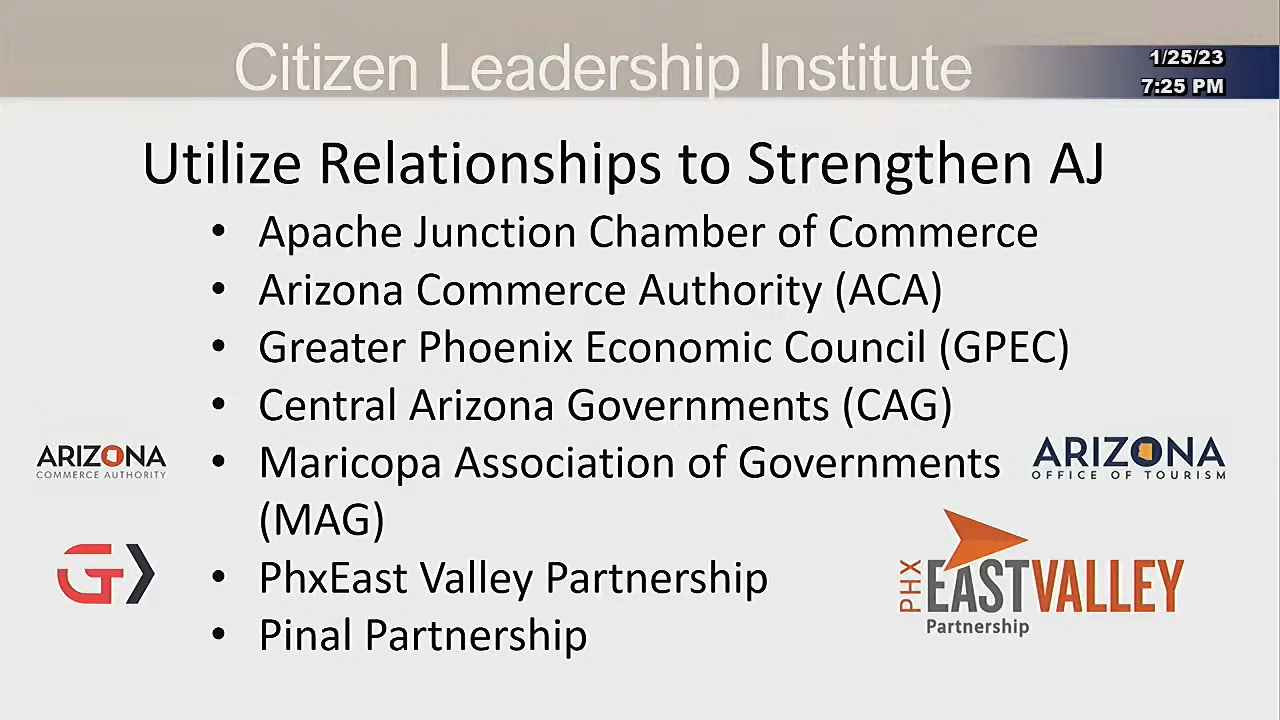 Citizen Leadership Institute
1/25/23
7:25 PM
Utilize Relationships to Strengthen AJ
• Apache Junction Chamber of Commerce
• Arizona Commerce Authority (ACA)
• Greater Phoenix Economic Council (GPEC)
• Central Arizona Governments (CAG)
• Maricopa Association of Governments
(MAG)
• PhxEast Valley Partnership
• Pinal Partnership
ARIZONA
COMMERCE AUTHORITY
G
ARIZONA
OFFICE OF TOURISM
PHX
EASTVALLEY
Partnership